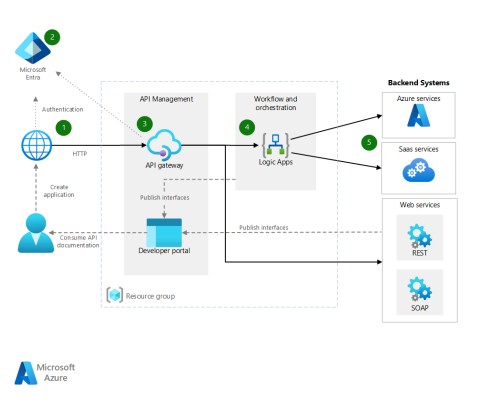 2
Microsoft
Entra
Authentication
1
HTTP
Create
application
Consume API
documentation
API Management
3
API gateway
Publish interfaces
Developer portal
Resource group
Workflow and
orchestration
4
Logic Apps
Publish interfaces
Backend Systems
Azure services
5
Saas services
Web services
REST
SOAP
Microsoft
Azure